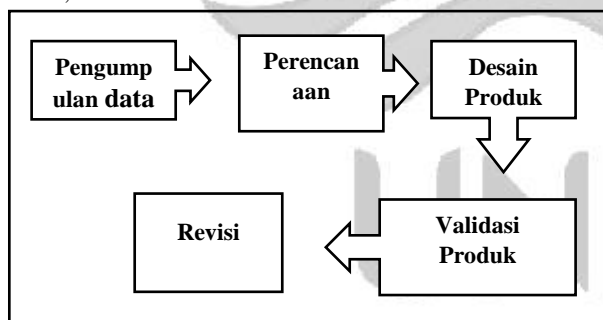 Pengump
ulan data
Perencan
aan
Desain
Produk
Validasi
Produk
Revisi